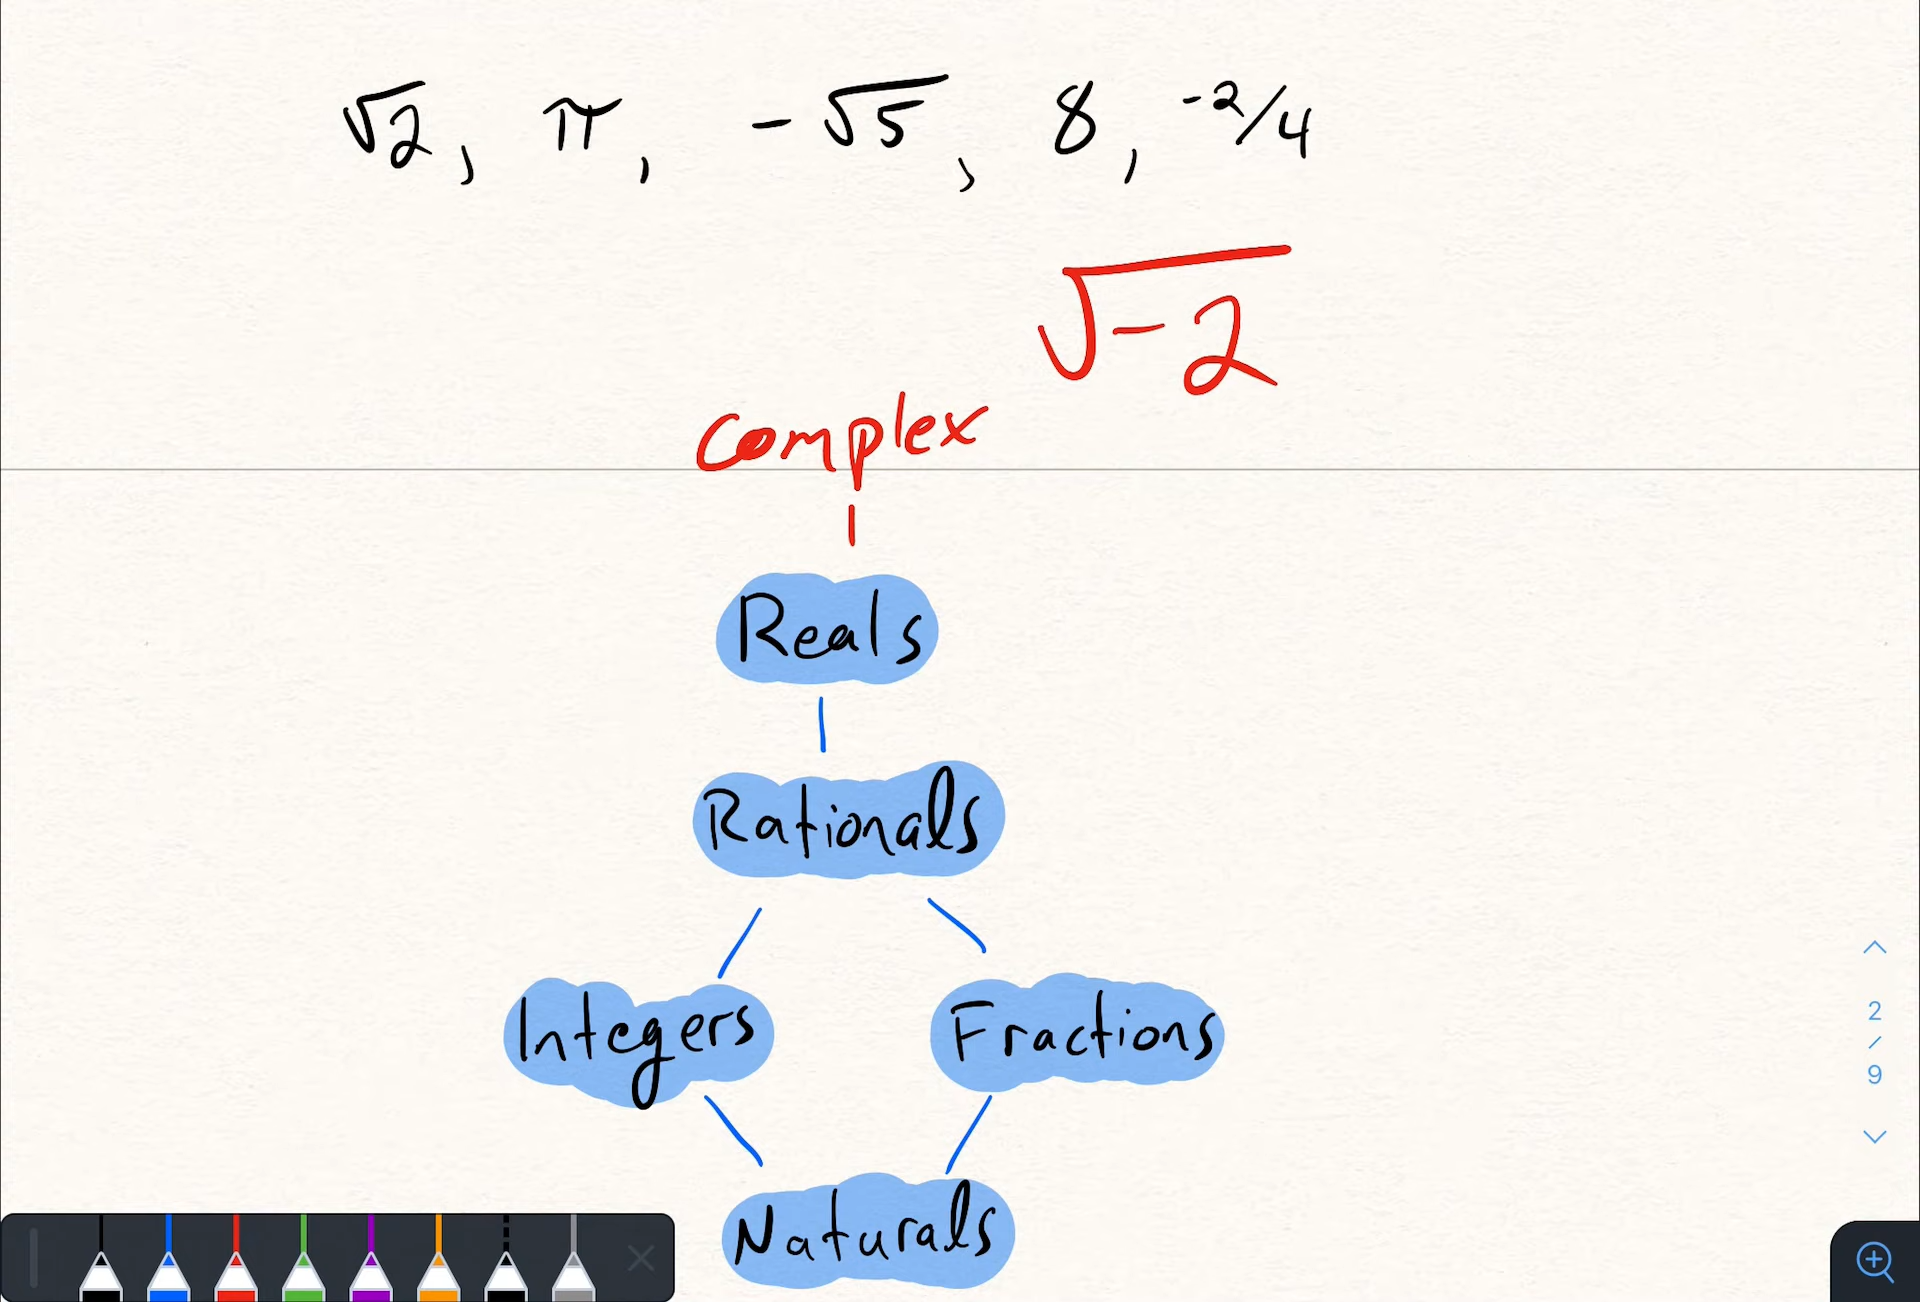 √2, π, -√5, 8, -2/4
√-2
complex
Reals
Rationals
Integers Fractions
Naturals
2
/
9